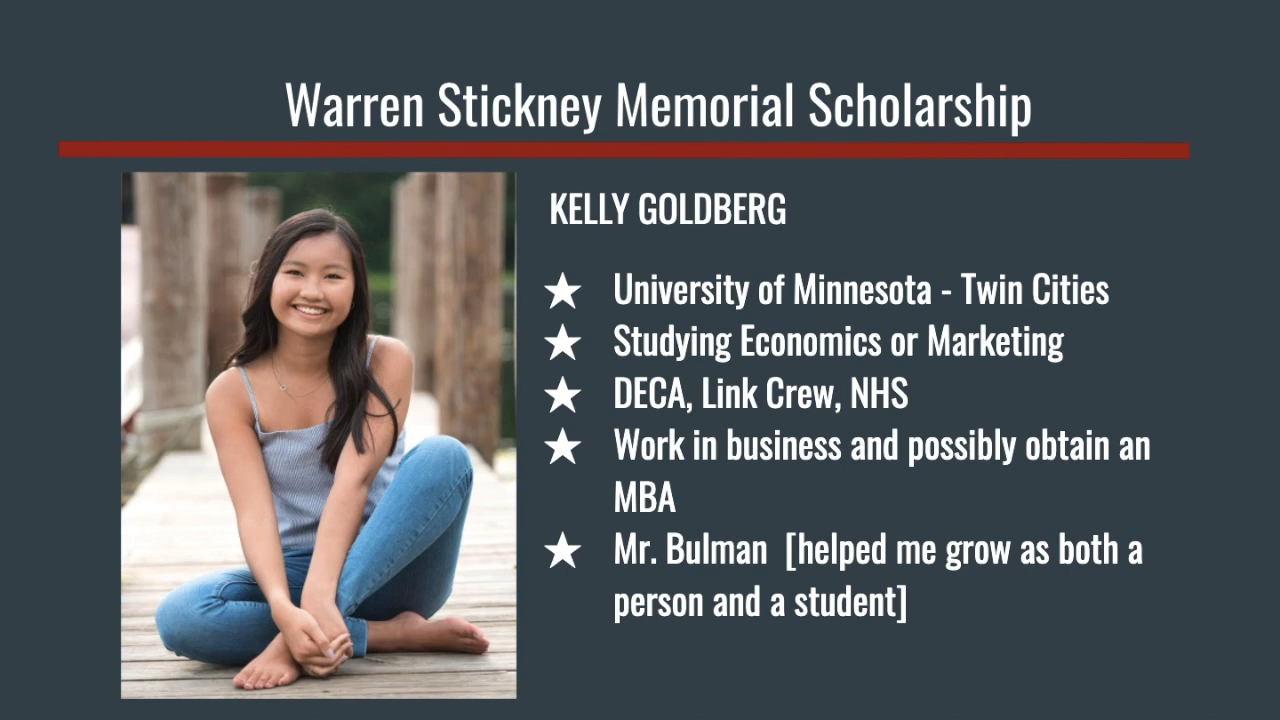 Warren Stickney Memorial Scholarship
KELLY GOLDBERG
★ University of Minnesota - Twin Cities
★ Studying Economics or Marketing
★ DECA, Link Crew, NHS
★ Work in business and possibly obtain an
MBA
★ Mr. Bulman  [helped me grow as both a
person and a student]